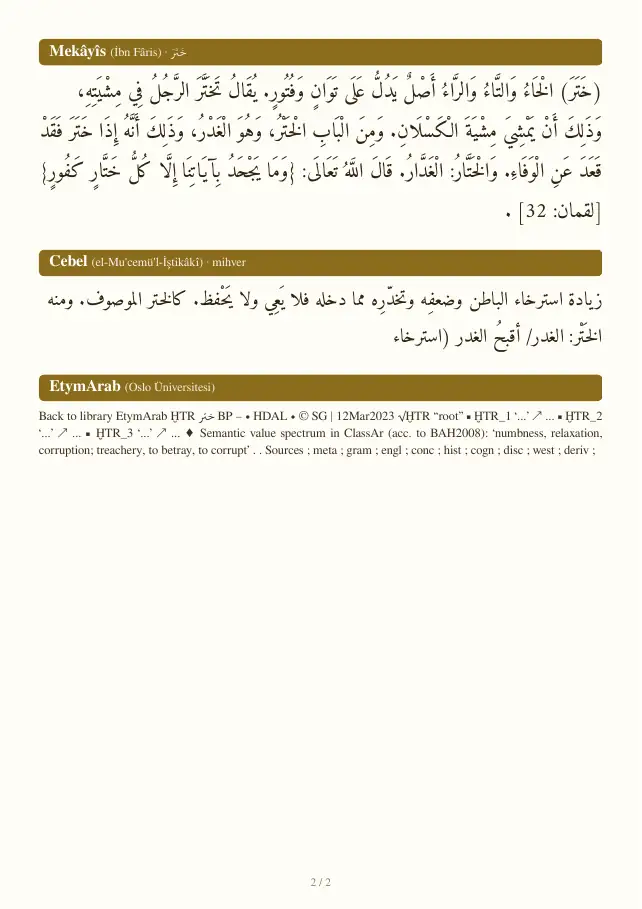 Mekâyîs (İbn Fâris) · خَتَرَ
(خَتَرَ) الْخَاءُ وَالتَّاءُ وَالرَّاءُ أَصْلٌ يَدُلُّ عَلَى تَوَانٍ وَفُتُورٍ. يُقَالُ تَخَتَّرَ الرَّجُلُ فِي مِشْيَتِهِ،
وَذَلِكَ أَنْ يَمْشِيَ مِشْيَةَ الْكَسْلَانِ. وَمِنَ الْبَابِ الْخَتْرُ، وَهُوَ الْغَدْرُ، وَذَلِكَ أَنَّهُ إِذَا خَتَرَ فَقَدْ
قَعَدَ عَنِ الْوَفَاءِ. وَالْخَتَّارُ: الْغَدَّارُ. قَالَ اللَّهُ تَعَالَى: {وَمَا يَجْحَدُ بِآيَاتِنَا إِلَّا كُلُّ خَتَّارٍ كَفُورٍ}
[لقمان: 32] .
Cebel (el-Mu'cemü'l-İştikâkî) · mihver
زيادة استرخاء الباطن وضعفِه وتخدّرِه مما دخله فلا يَعِي ولا يَحْفظ. كالختر الموصوف. ومنه
الخَتْر: الغدر/ أقبحُ الغدر (استرخاء
EtymArab (Oslo Üniversitesi)
Back to library EtymArab ḪTR ختر BP – • HDAL • © SG | 12Mar2023 √ḪTR “root” ▪ ḪTR_1 ‘...’ ↗ ... ▪ ḪTR_2
‘...’ ↗ ... ▪ ḪTR_3 ‘...’ ↗ ... ♦ Semantic value spectrum in ClassAr (acc. to BAH2008): ‘numbness, relaxation,
corruption; treachery, to betray, to corrupt’ . . Sources ; meta ; gram ; engl ; conc ; hist ; cogn ; disc ; west ; deriv ;
2 / 2